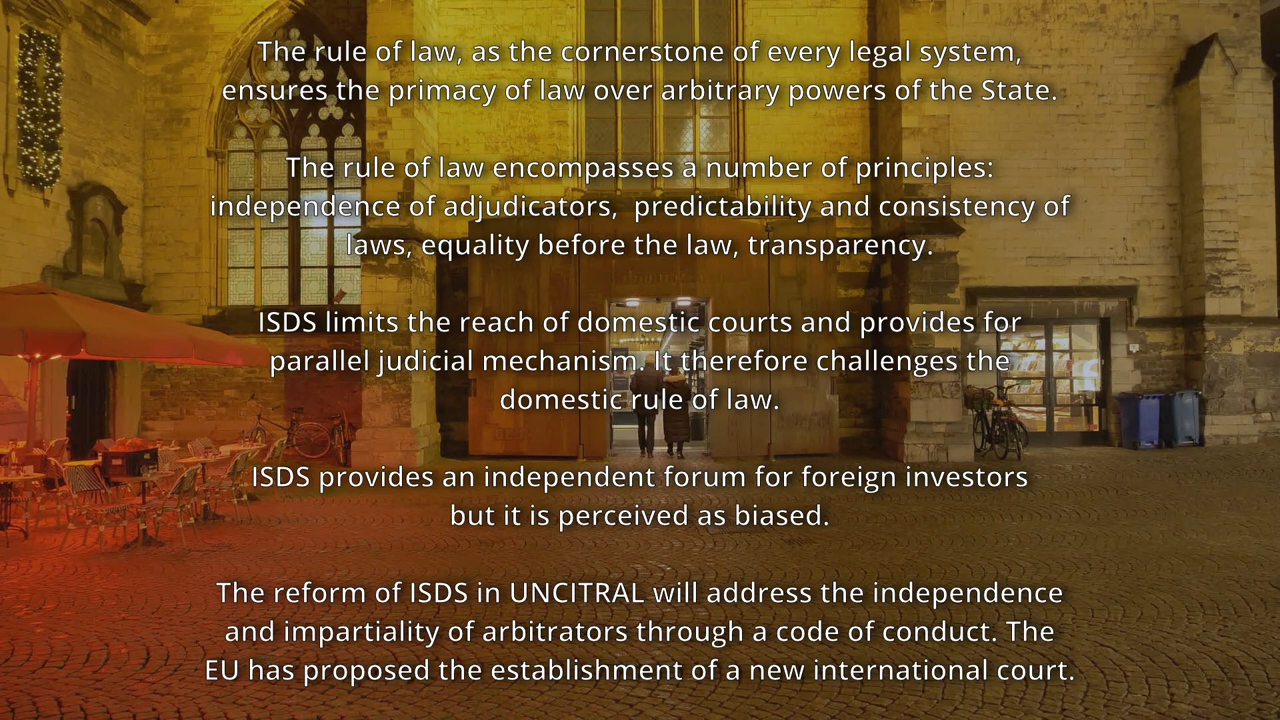 The rule of law, as the cornerstone of every legal system,
ensures the primacy of law over arbitrary powers of the State.
The rule of law encompasses a number of principles:
independence of adjudicators,  predictability and consistency of
laws, equality before the law, transparency.
ISDS limits the reach of domestic courts and provides for
parallel judicial mechanism. It therefore challenges the
domestic rule of law.
ISDS provides an independent forum for foreign investors
but it is perceived as biased.
The reform of ISDS in UNCITRAL will address the independence
and impartiality of arbitrators through a code of conduct. The
EU has proposed the establishment of a new international court.